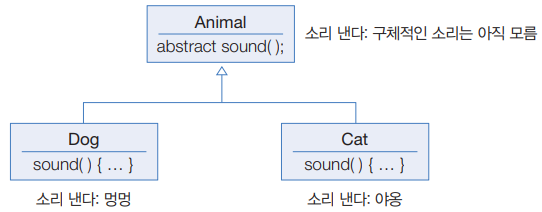 Animal
abstract sound( );
소리 낸다: 구체적인 소리는 아직 모름
Dog
sound( ) { … }
소리 낸다: 멍멍
Cat
sound( ) { … }
소리 낸다: 야옹